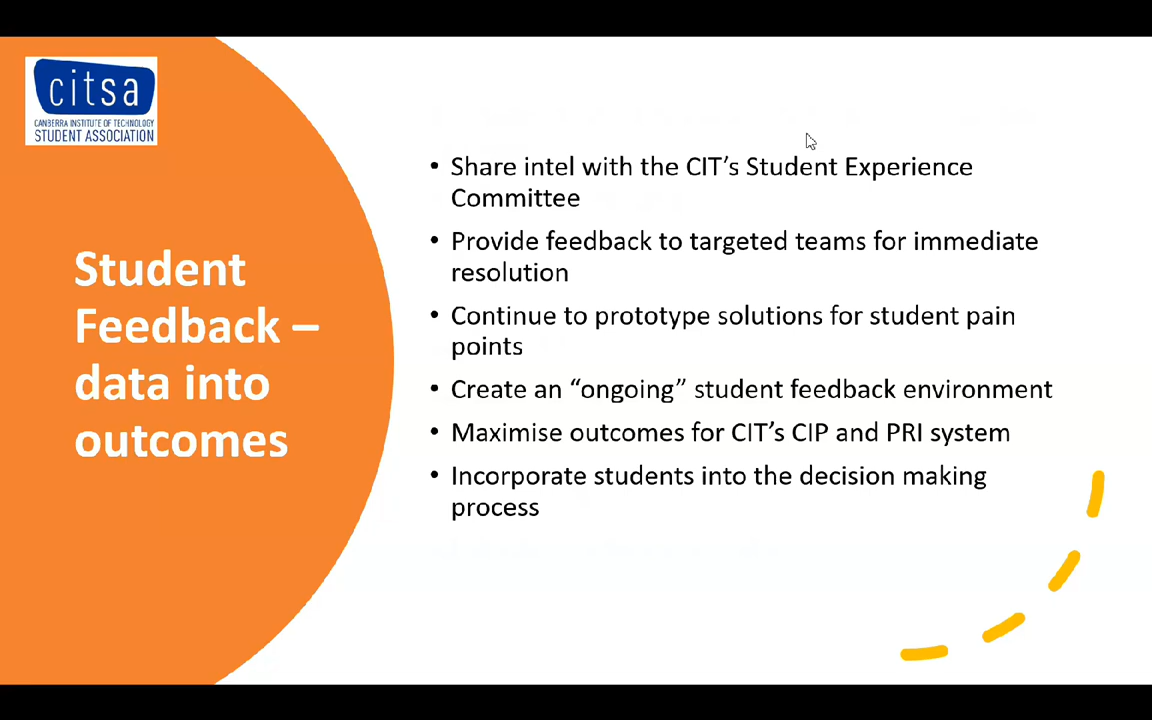 citsa
CANBERRA INSTITUTE OF TECHNOLOGY
STUDENT ASSOCIATION
Student
Feedback –
data into
outcomes
• Share intel with the CIT’s Student Experience
Committee
• Provide feedback to targeted teams for immediate
resolution
• Continue to prototype solutions for student pain
points
• Create an “ongoing” student feedback environment
• Maximise outcomes for CIT’s CIP and PRI system
• Incorporate students into the decision making
process